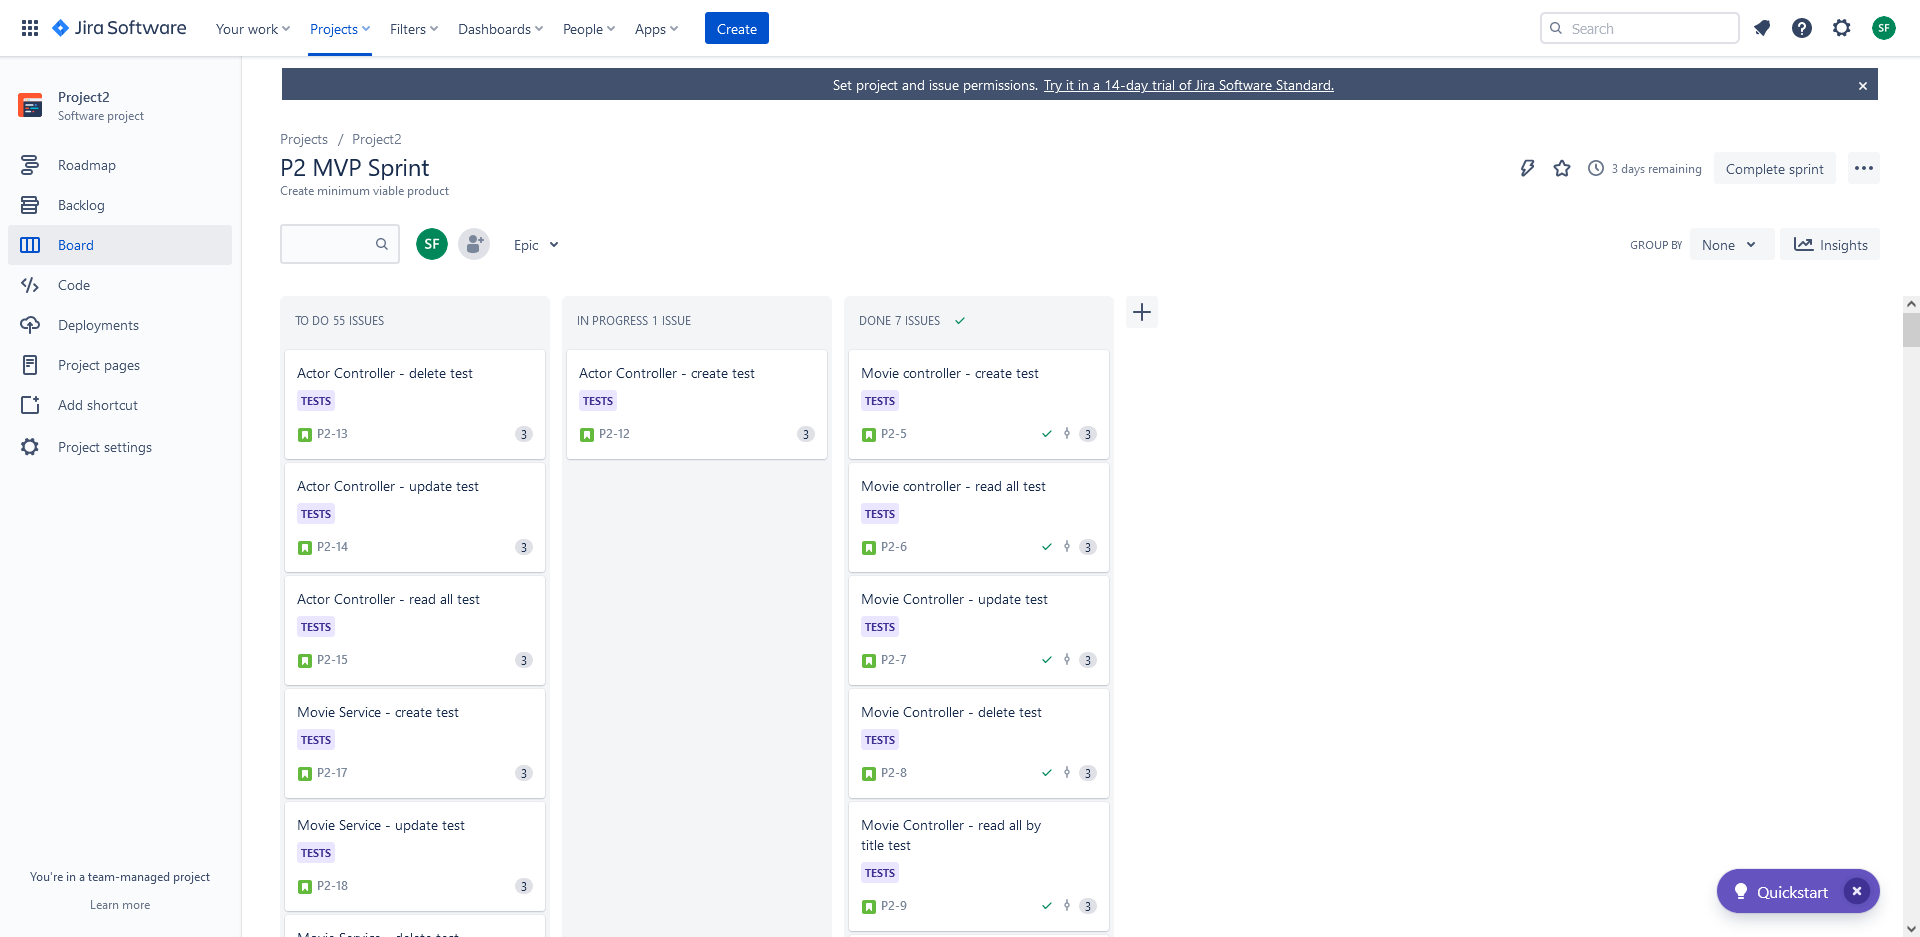 Jira Software
Your work
Projects
Filters
Dashboards
People
Apps
Create
Search
SF
Project2
Software project
Roadmap
Backlog
Board
Code
Deployments
Project pages
Add shortcut
Project settings
You're in a team-managed project
Learn more
Set project and issue permissions. Try it in a 14-day trial of Jira Software Standard.
Projects / Project2
P2 MVP Sprint
Create minimum viable product
3 days remaining
Complete sprint
SF
Epic
GROUP BY
None
Insights
TO DO 55 ISSUES
Actor Controller - delete test
TESTS
P2-13
3
Actor Controller - update test
TESTS
P2-14
3
Actor Controller - read all test
TESTS
P2-15
3
Movie Service - create test
TESTS
P2-17
3
Movie Service - update test
TESTS
P2-18
3
Movie Service - delete test
IN PROGRESS 1 ISSUE
Actor Controller - create test
TESTS
P2-12
3
DONE 7 ISSUES
Movie controller - create test
TESTS
P2-5
3
Movie controller - read all test
TESTS
P2-6
3
Movie Controller - update test
TESTS
P2-7
3
Movie Controller - delete test
TESTS
P2-8
3
Movie Controller - read all by
title test
TESTS
P2-9
3
Quickstart